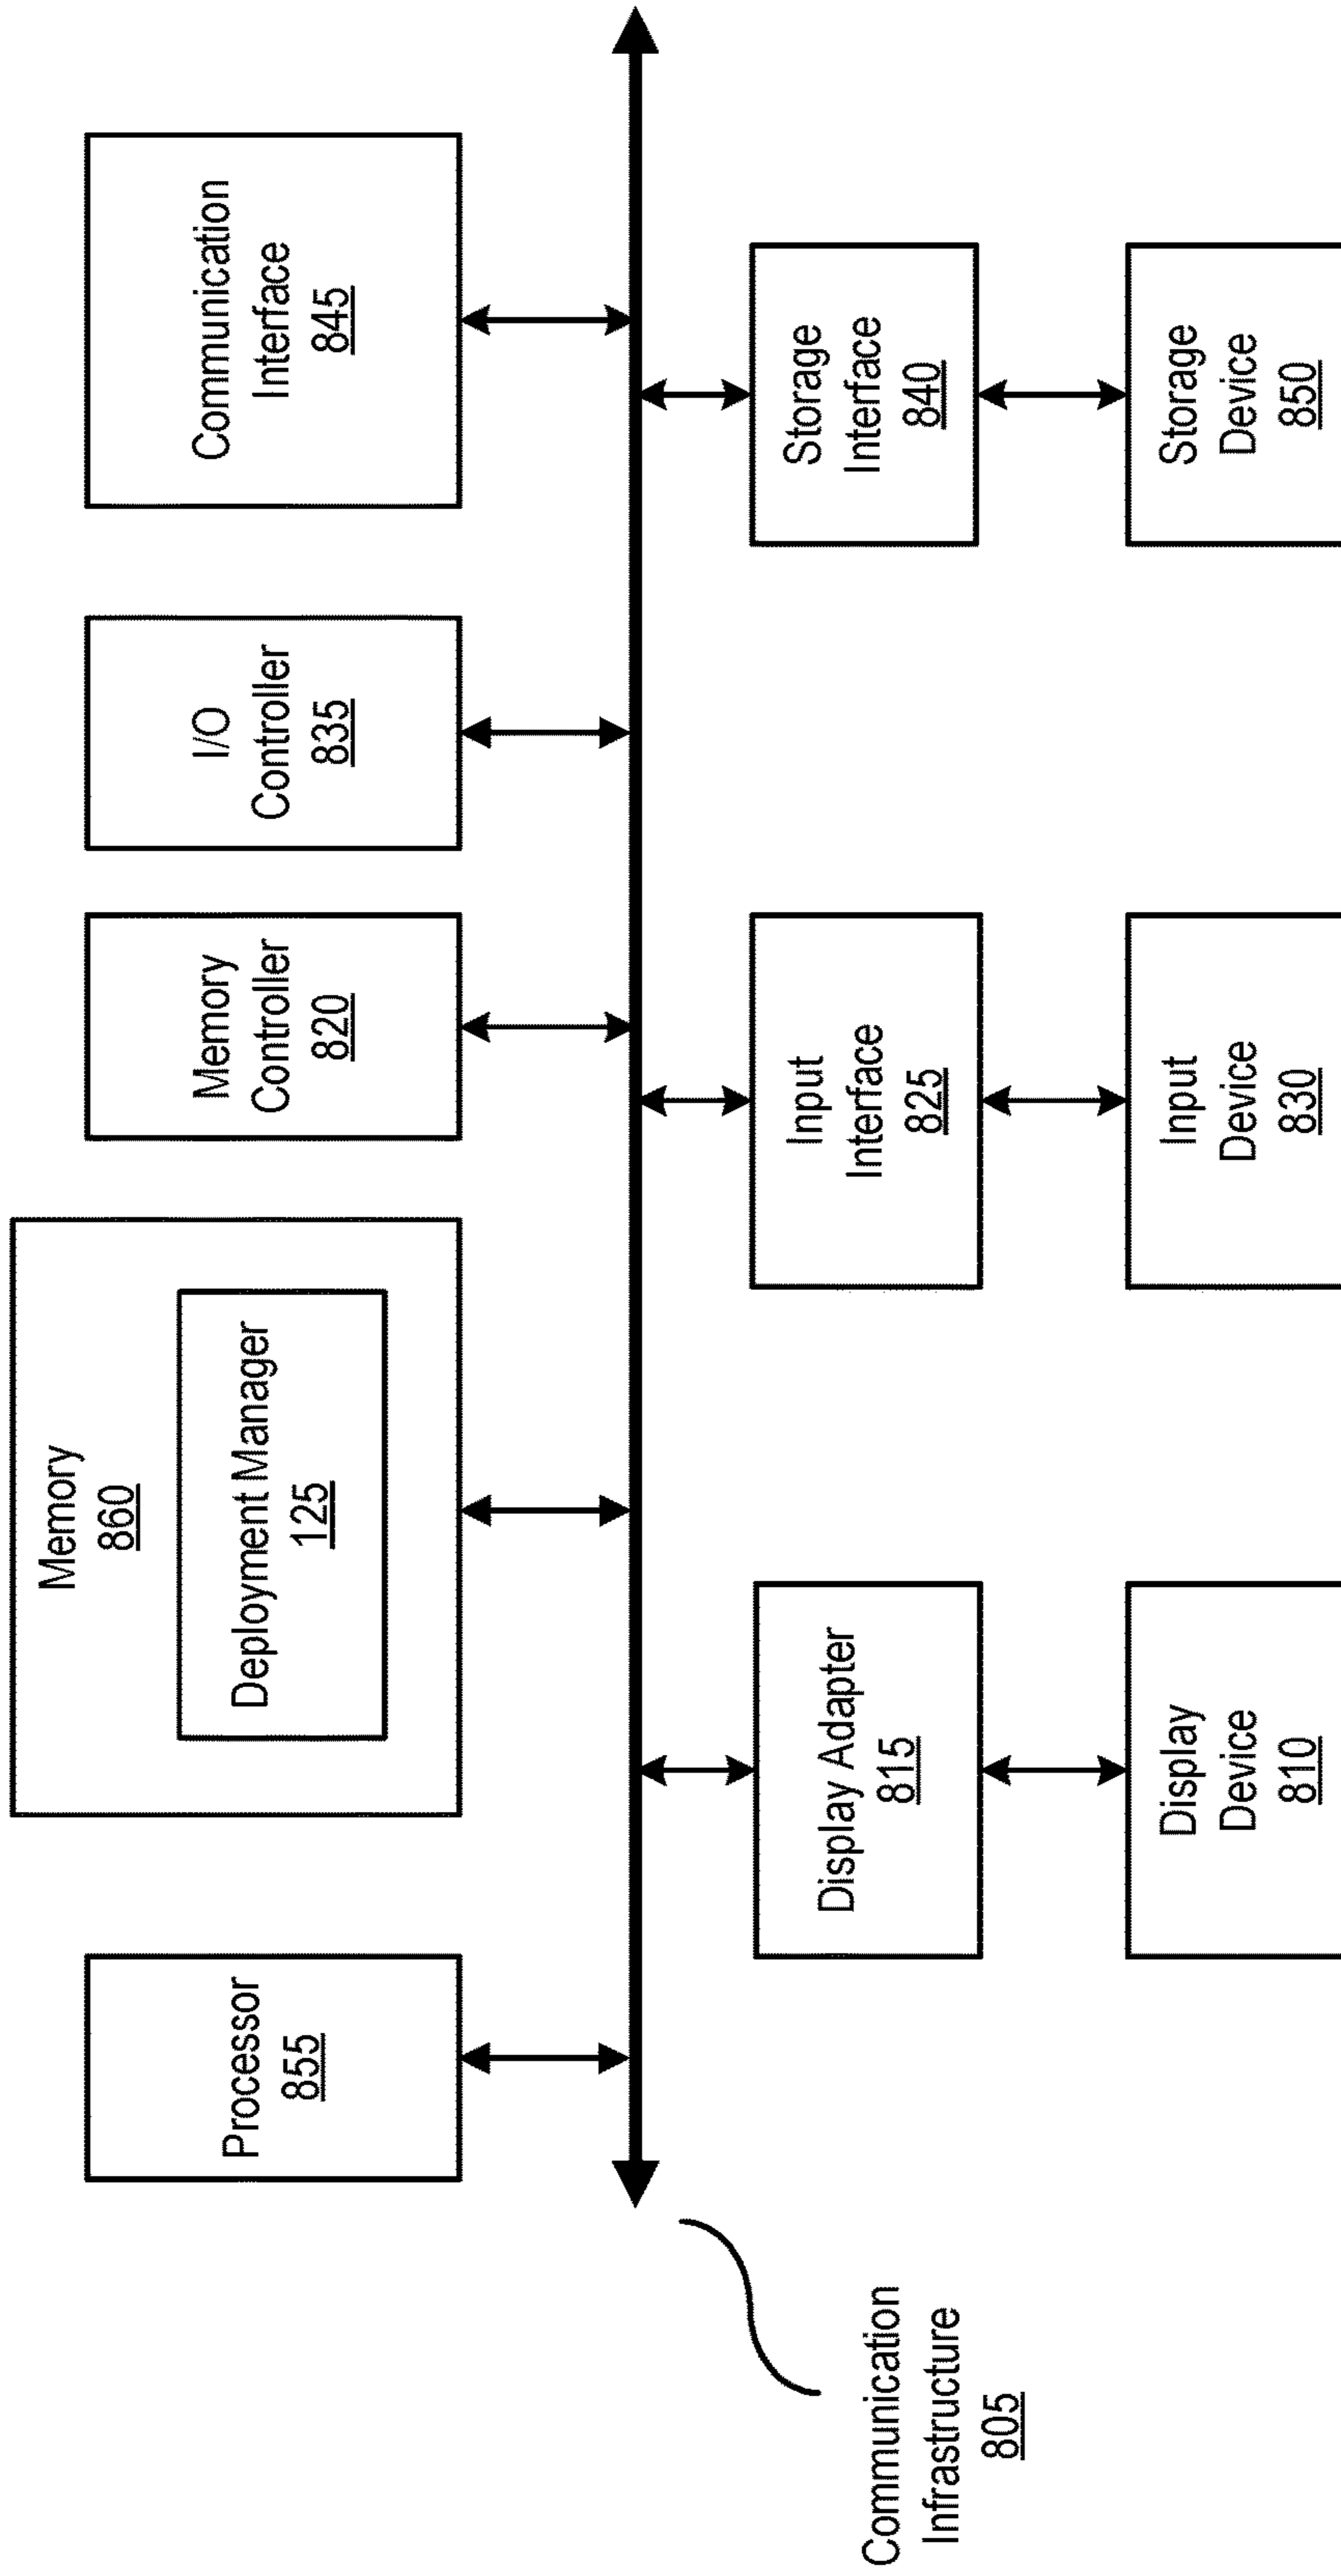 Processor
855
Memory
860
Deployment Manager
125
Memory
Controller
820
I/O
Controller
835
Communication
Interface
845
Communication
Infrastructure
805
Display Adapter
815
Input
Interface
825
Storage
Interface
840
Display
Device
810
Input
Device
830
Storage
Device
850